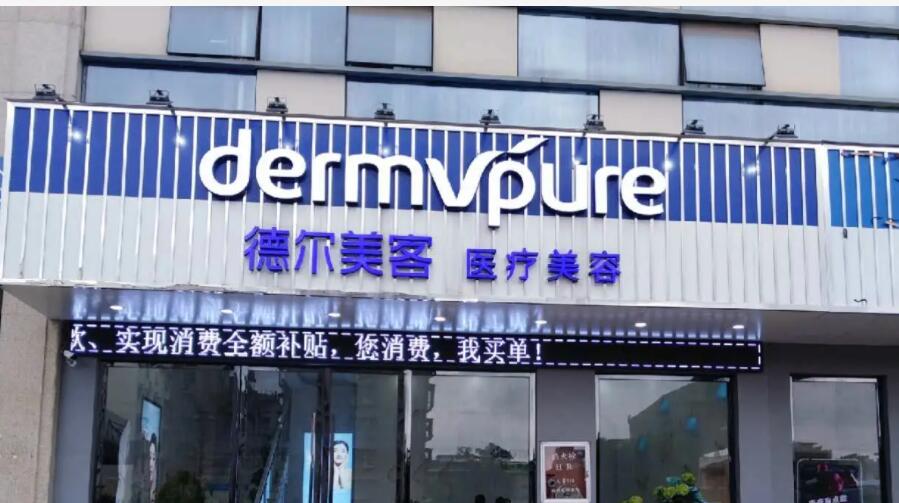 dermvpure
德尔美客 医疗美容
、实现消费全额补贴，您消费，我买单！